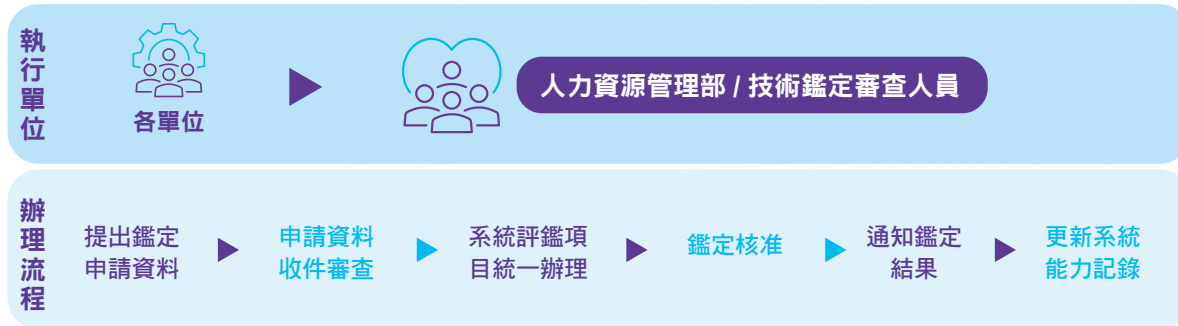 執行單位
各單位
人力資源管理部 / 技術鑑定審查人員
辦理流程
提出鑑定
申請資料
申請資料
收件審查
系統評鑑項
目統一辦理
鑑定核准
通知鑑定
結果
更新系統
能力記錄